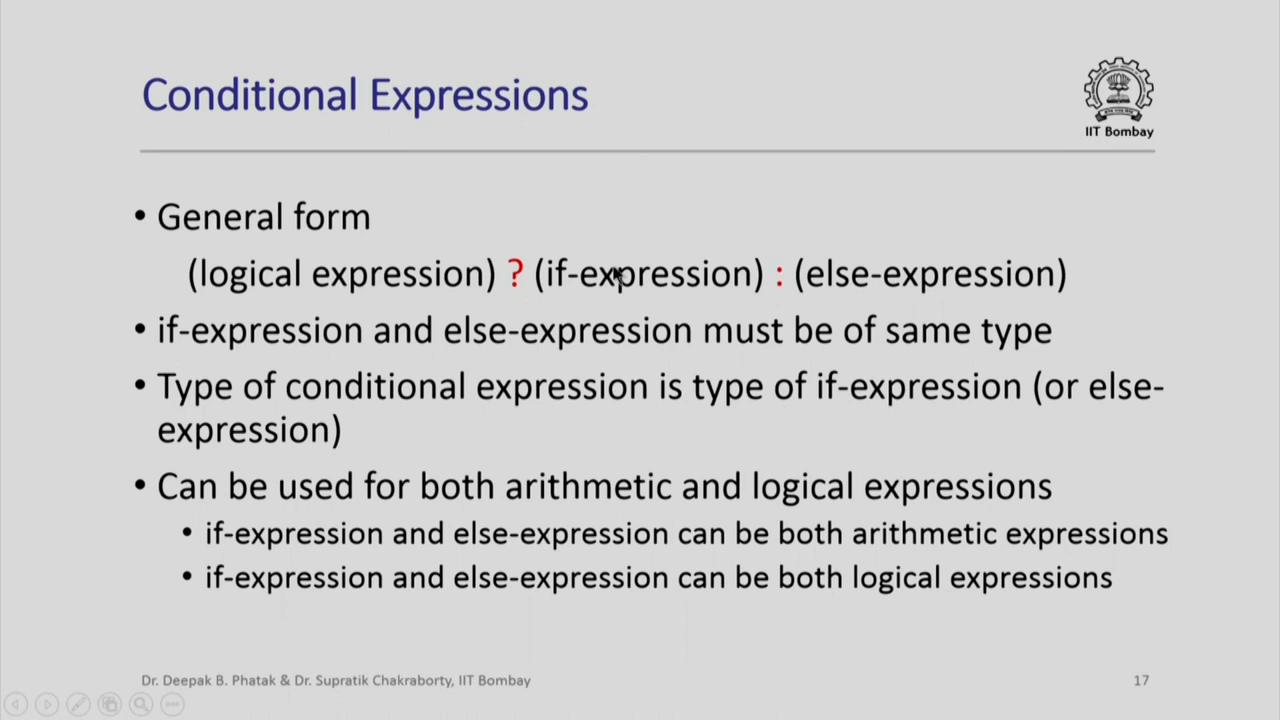 Conditional Expressions
IIT Bombay
• General form
(logical expression) ? (if-expression) : (else-expression)
• if-expression and else-expression must be of same type
• Type of conditional expression is type of if-expression (or else-
expression)
• Can be used for both arithmetic and logical expressions
• if-expression and else-expression can be both arithmetic expressions
• if-expression and else-expression can be both logical expressions
Dr. Deepak B. Phatak & Dr. Supratik Chakraborty, IIT Bombay
17